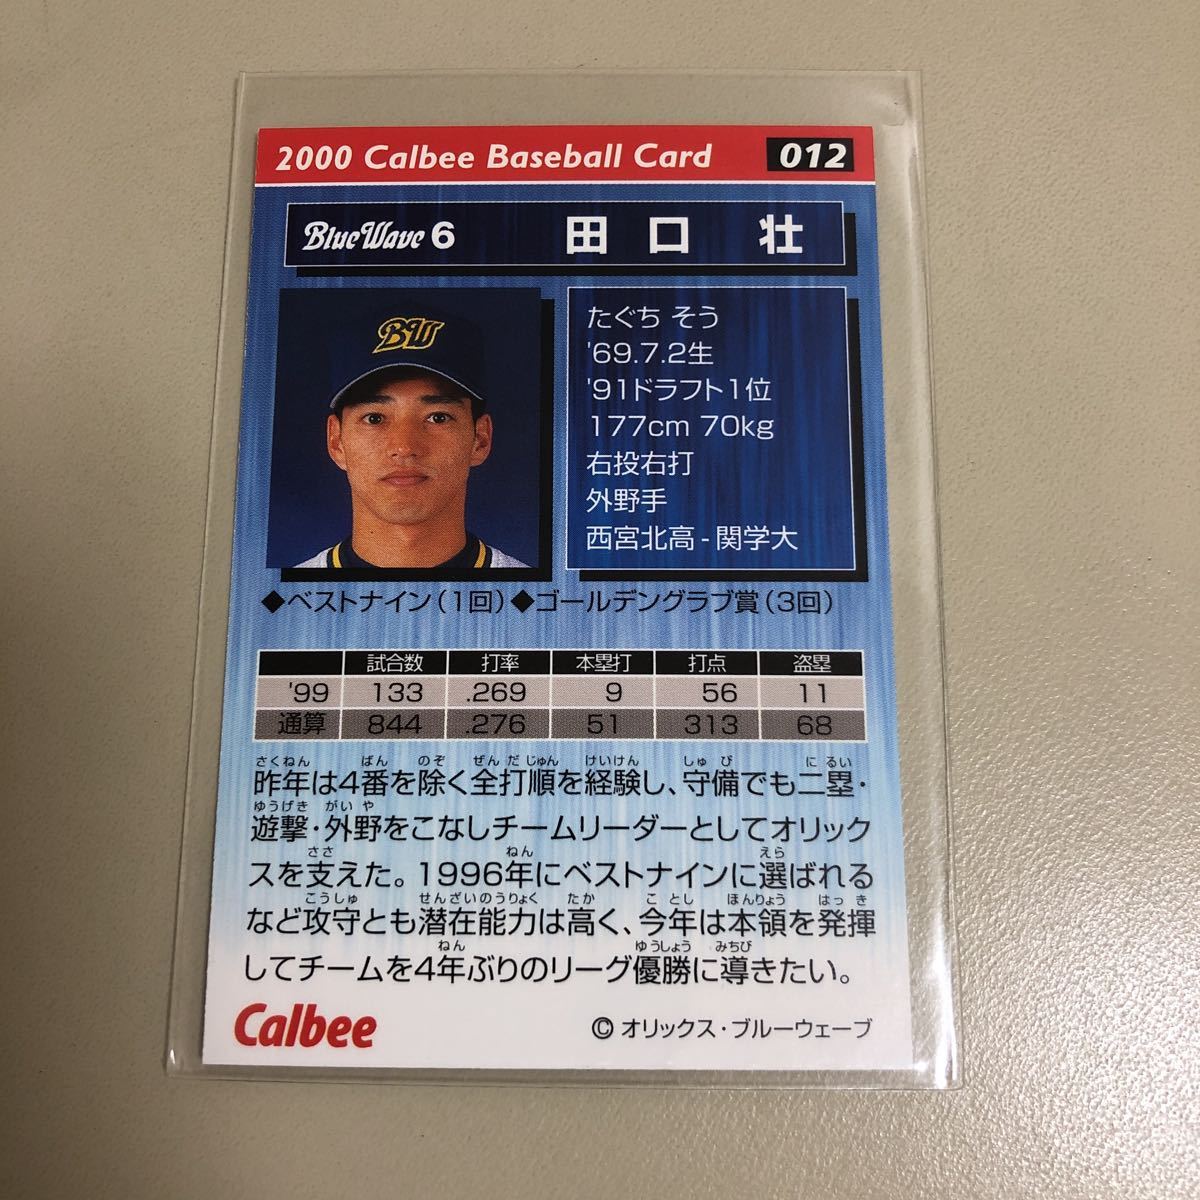 2000 Calbee Baseball Card 012
BlueWave 6 田口 壮
BW
たぐち そう
'69.7.2生
'91ドラフト1位
177cm 70kg
右投右打
外野手
西宮北高-関学大
◆ベストナイン(1回)◆ゴールデングラブ賞(3回)
試合数 打率 本塁打 打点 盗塁
'99 133 .269 9 56 11
通算 844 .276 51 313 68
さくねん ばん のぞ ぜんだじゅん けいけん しゅび にるい
昨年は4番を除く全打順を経験し、守備でも二塁・
ゆうげき がいや
遊撃・外野をこなしチームリーダーとしてオリック
ささ ねん えら
スを支えた。1996年にベストナインに選ばれる
こうしゅ せんざいのうりょく たか ことし ほんりょう はっき
など攻守とも潜在能力は高く、今年は本領を発揮
ねん ゆうしょう みちび
してチームを4年ぶりのリーグ優勝に導きたい。
Calbee
©オリックス・ブルーウェーブ